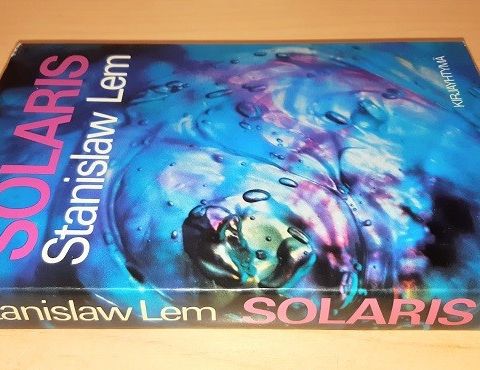 SOLARIS
Stanislaw Lem
KIRJAYHTYMÄ
tanislaw Lem SOLARIS